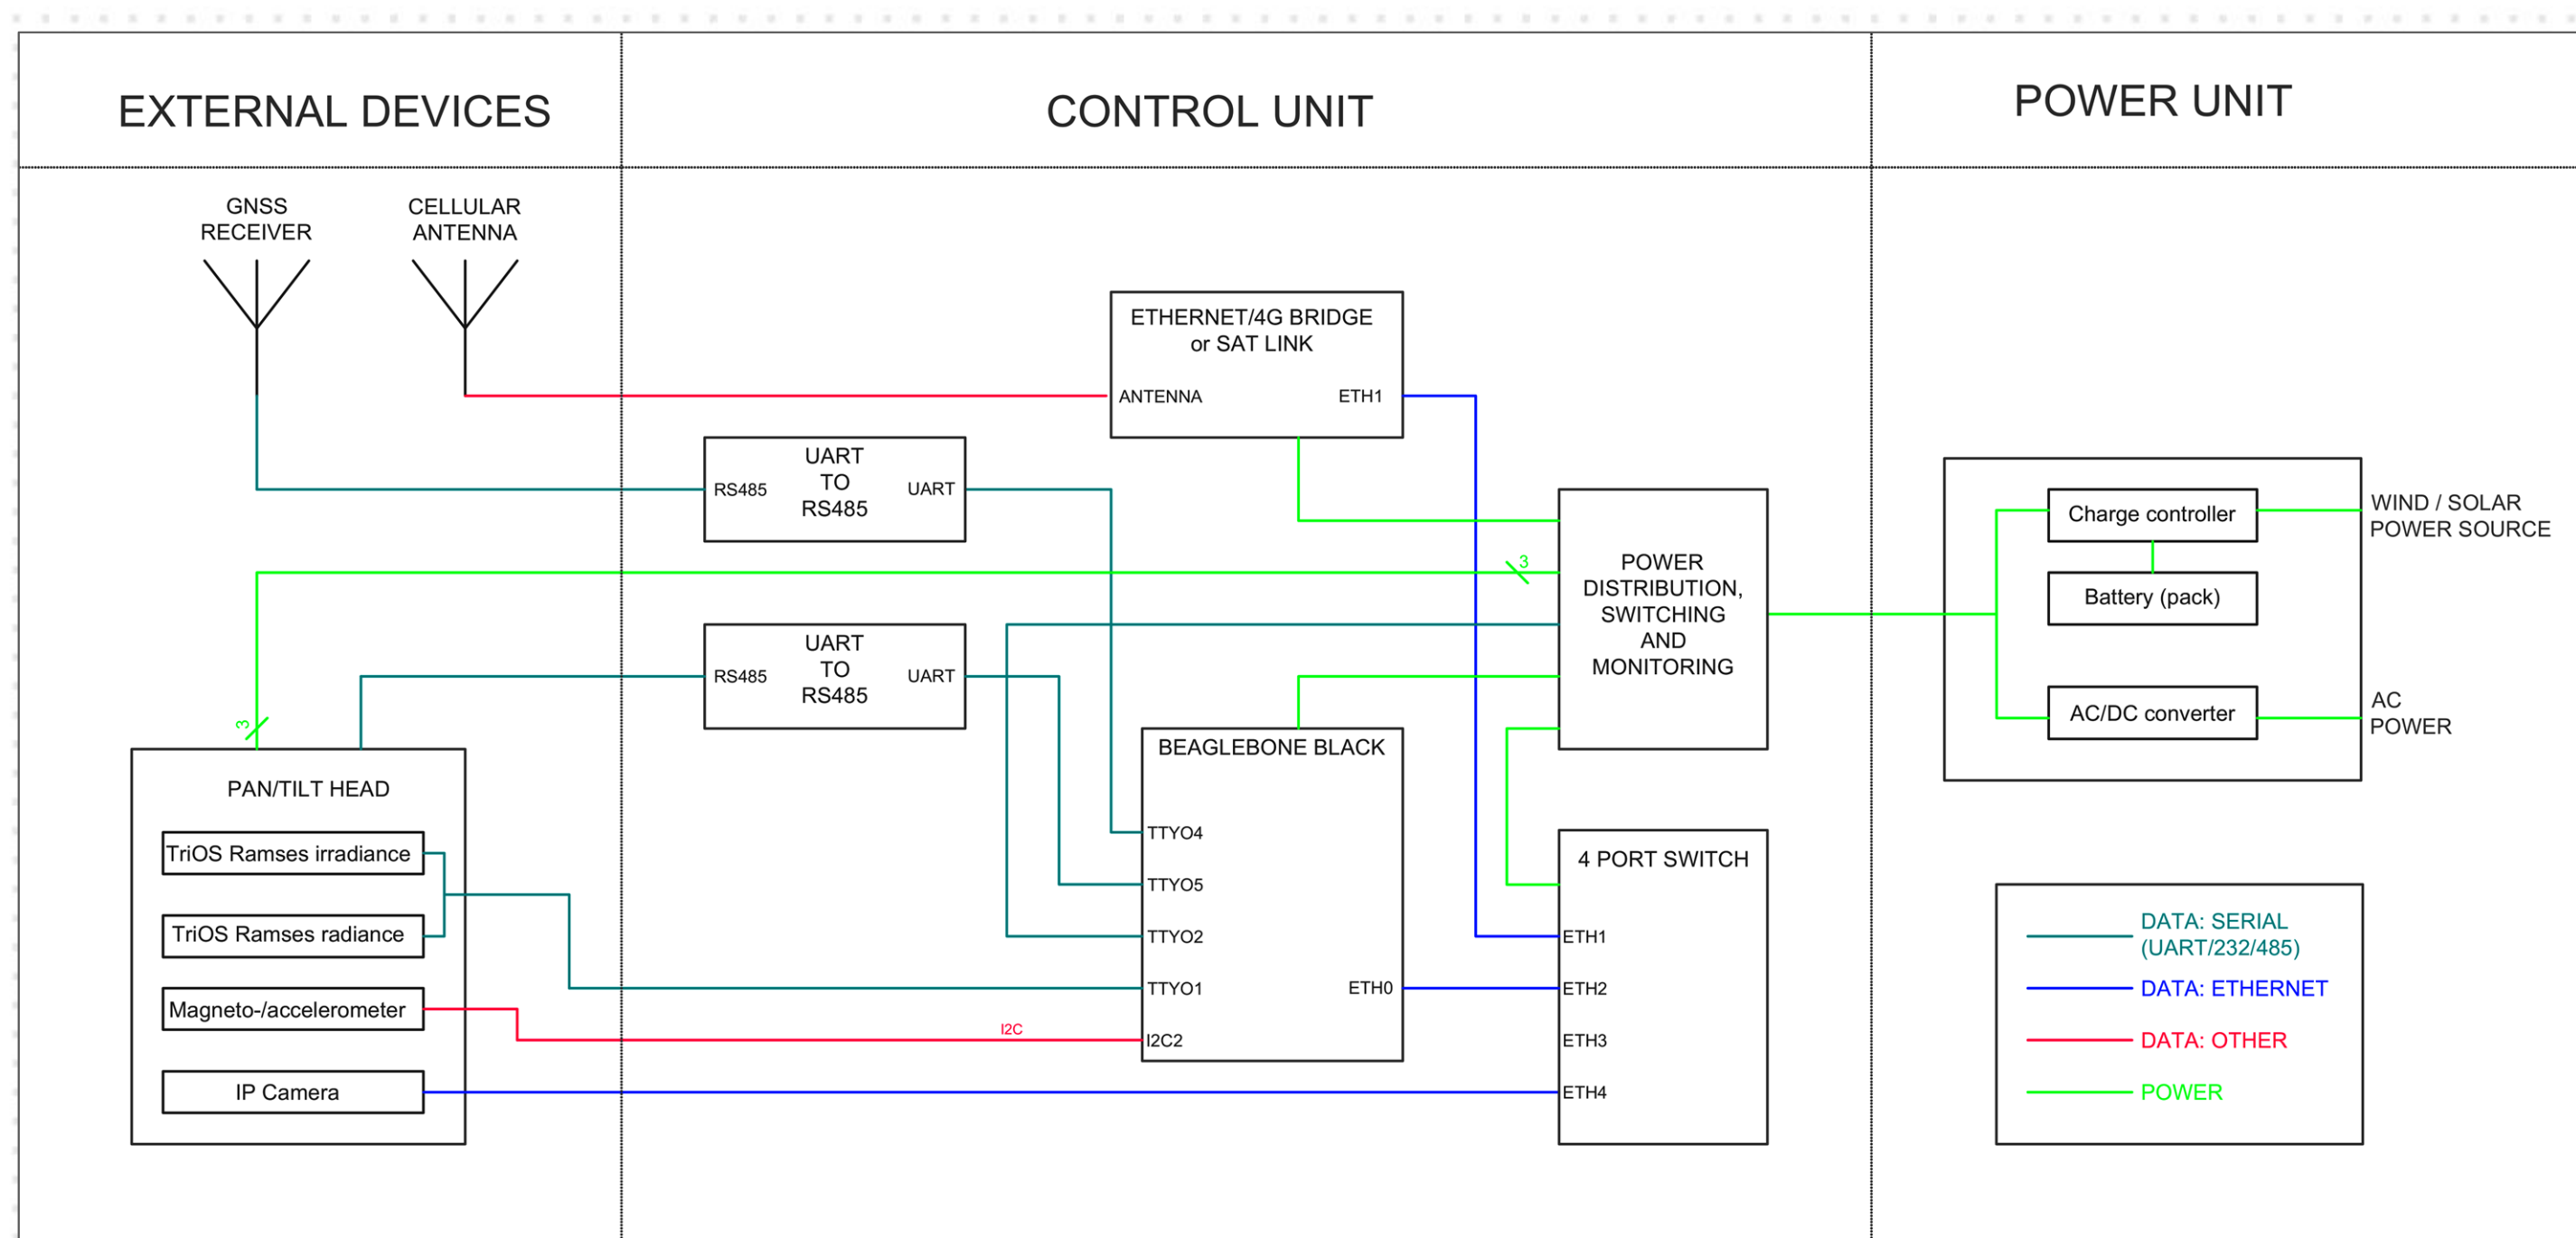 EXTERNAL DEVICES
CONTROL UNIT
POWER UNIT
GNSS
RECEIVER
CELLULAR
ANTENNA
ETHERNET/4G BRIDGE
or SAT LINK
ANTENNA
ETH1
UART
TO
RS485
RS485
UART
3
UART
TO
RS485
RS485
UART
POWER
DISTRIBUTION,
SWITCHING
AND
MONITORING
Charge controller
Battery (pack)
AC/DC converter
WIND / SOLAR
POWER SOURCE
AC
POWER
3
PAN/TILT HEAD
TriOS Ramses irradiance
TriOS Ramses radiance
Magneto-/accelerometer
IP Camera
I2C
BEAGLEBONE BLACK
TTYO4
TTYO5
TTYO2
TTYO1
I2C2
ETH0
4 PORT SWITCH
ETH1
ETH2
ETH3
ETH4
DATA: SERIAL
(UART/232/485)
DATA: ETHERNET
DATA: OTHER
POWER